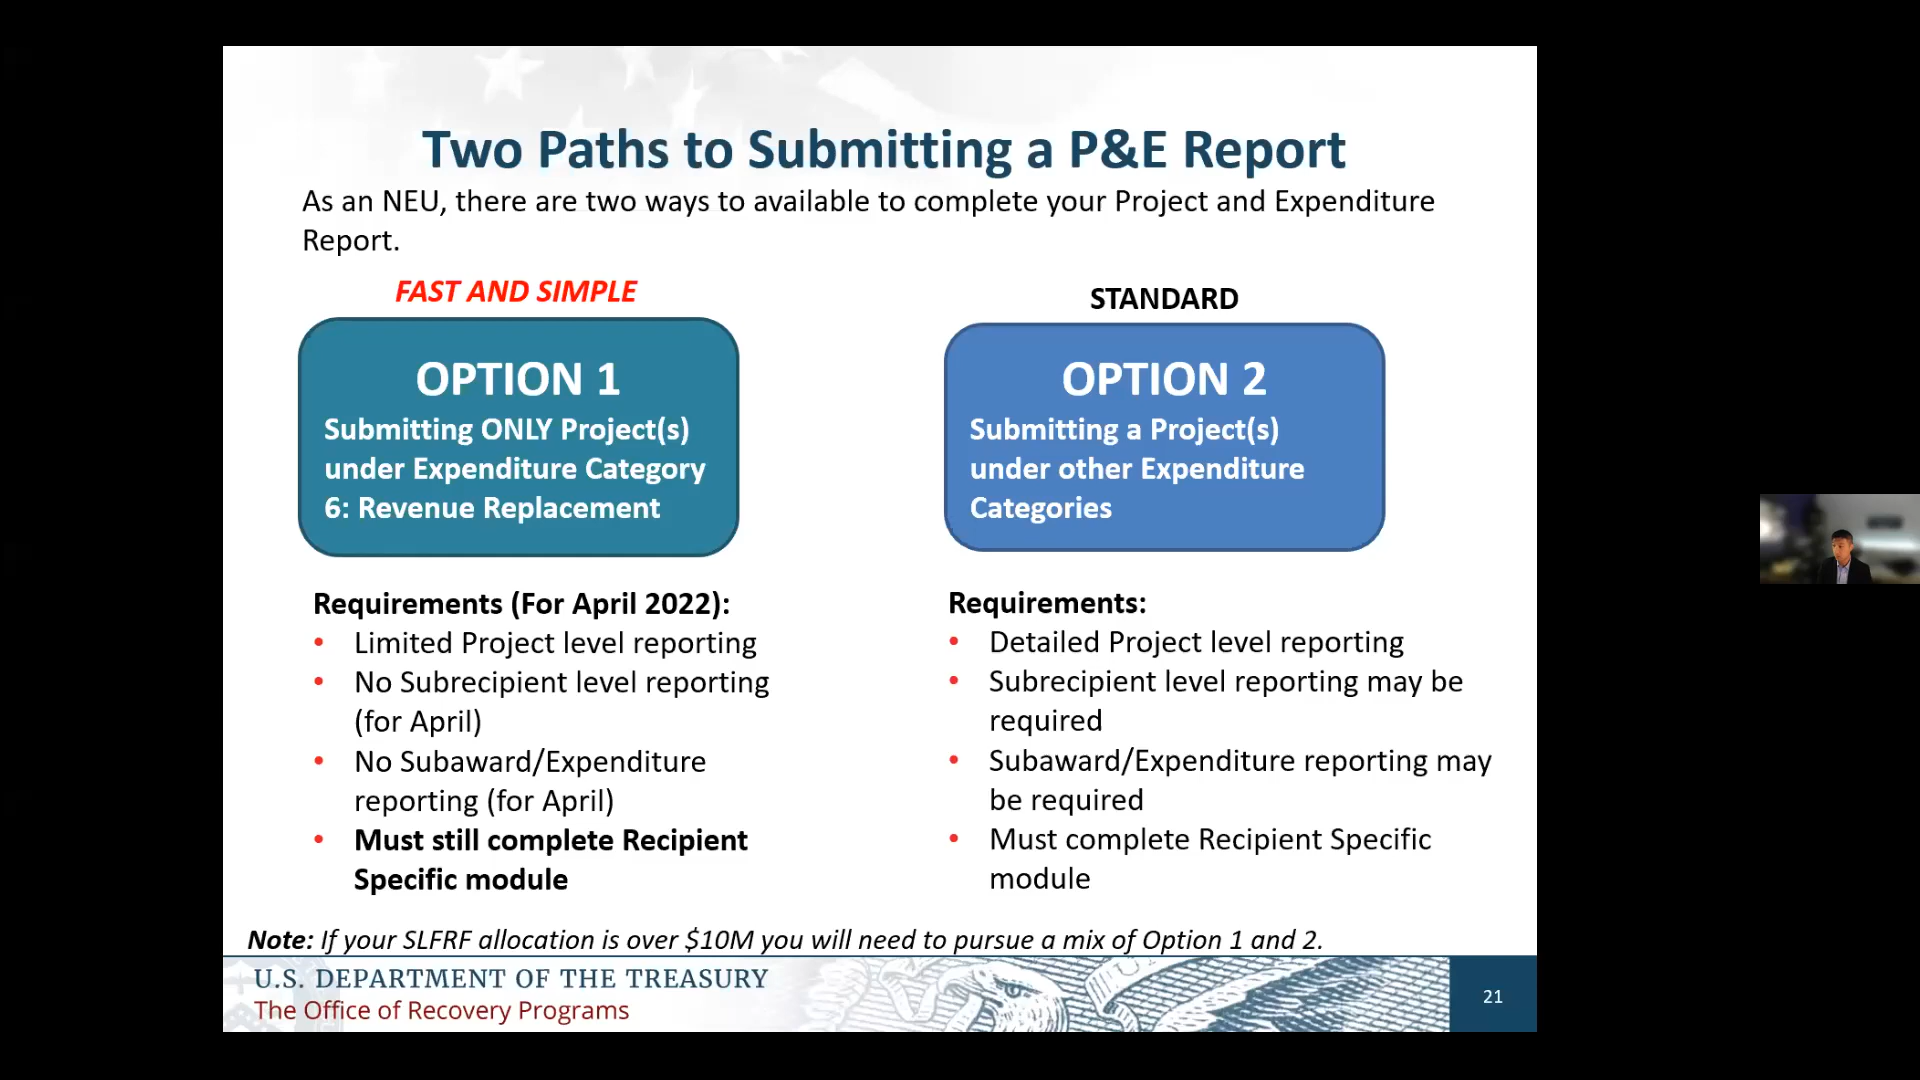 Two Paths to Submitting a P&E Report
As an NEU, there are two ways to available to complete your Project and Expenditure
Report.
FAST AND SIMPLE
OPTION 1
Submitting ONLY Project(s)
under Expenditure Category
6: Revenue Replacement
Requirements (For April 2022):
• Limited Project level reporting
• No Subrecipient level reporting
(for April)
• No Subaward/Expenditure
reporting (for April)
• Must still complete Recipient
Specific module
STANDARD
OPTION 2
Submitting a Project(s)
under other Expenditure
Categories
Requirements:
• Detailed Project level reporting
• Subrecipient level reporting may be
required
• Subaward/Expenditure reporting may
be required
• Must complete Recipient Specific
module
Note: If your SLFRF allocation is over $10M you will need to pursue a mix of Option 1 and 2.
U.S. DEPARTMENT OF THE TREASURY
The Office of Recovery Programs
21